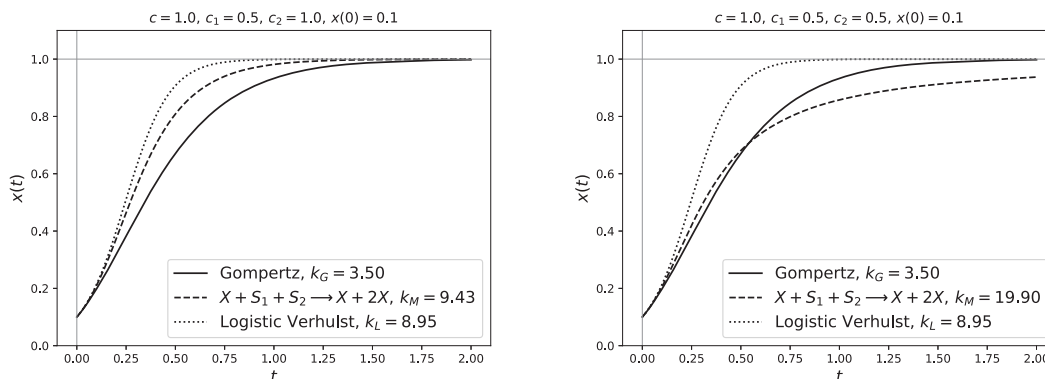 c = 1.0, c₁ = 0.5, c₂ = 1.0, x(0) = 0.1
x(t)
1.0
0.8
0.6
0.4
0.2
0.0
Gompertz, k_G = 3.50
X + S₁ + S₂ ⟶ X + 2X, k_M = 9.43
Logistic Verhulst, k_L = 8.95
0.00 0.25 0.50 0.75 1.00 1.25 1.50 1.75 2.00
t
c = 1.0, c₁ = 0.5, c₂ = 0.5, x(0) = 0.1
x(t)
1.0
0.8
0.6
0.4
0.2
0.0
Gompertz, k_G = 3.50
X + S₁ + S₂ ⟶ X + 2X, k_M = 19.90
Logistic Verhulst, k_L = 8.95
0.00 0.25 0.50 0.75 1.00 1.25 1.50 1.75 2.00
t